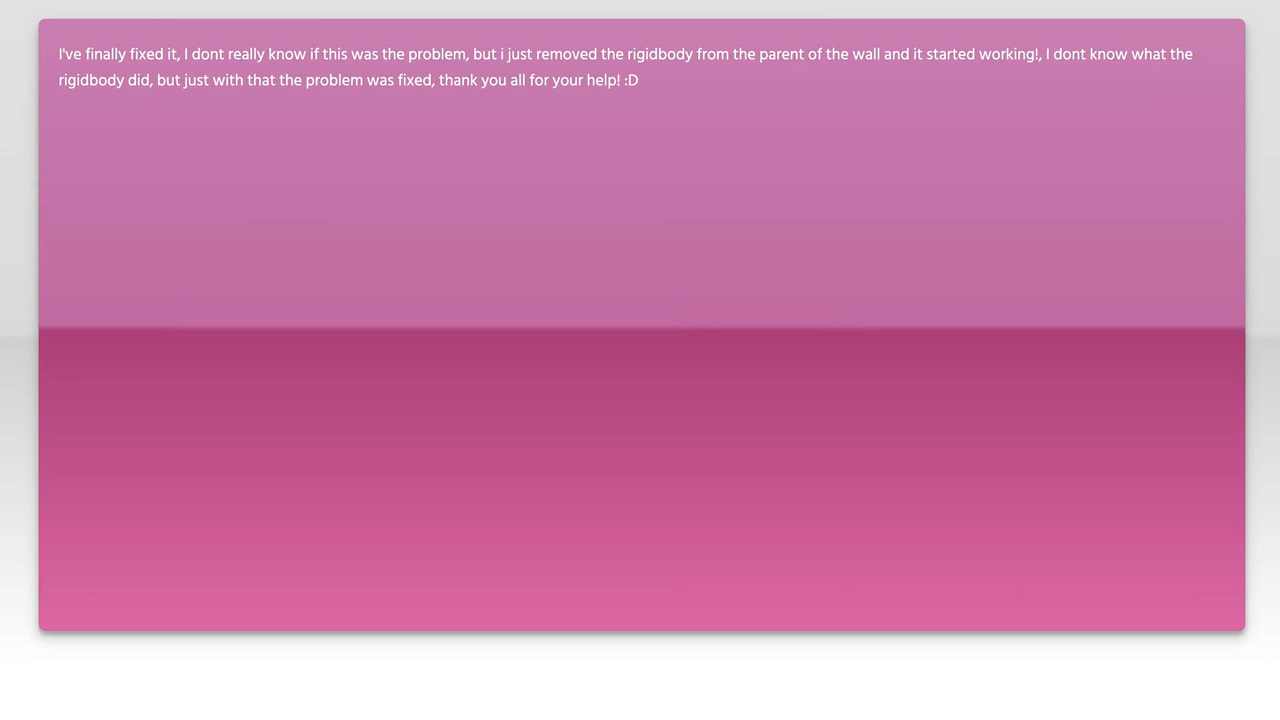 I've finally fixed it, I dont really know if this was the problem, but i just removed the rigidbody from the parent of the wall and it started working!, I dont know what the
rigidbody did, but just with that the problem was fixed, thank you all for your help! :D